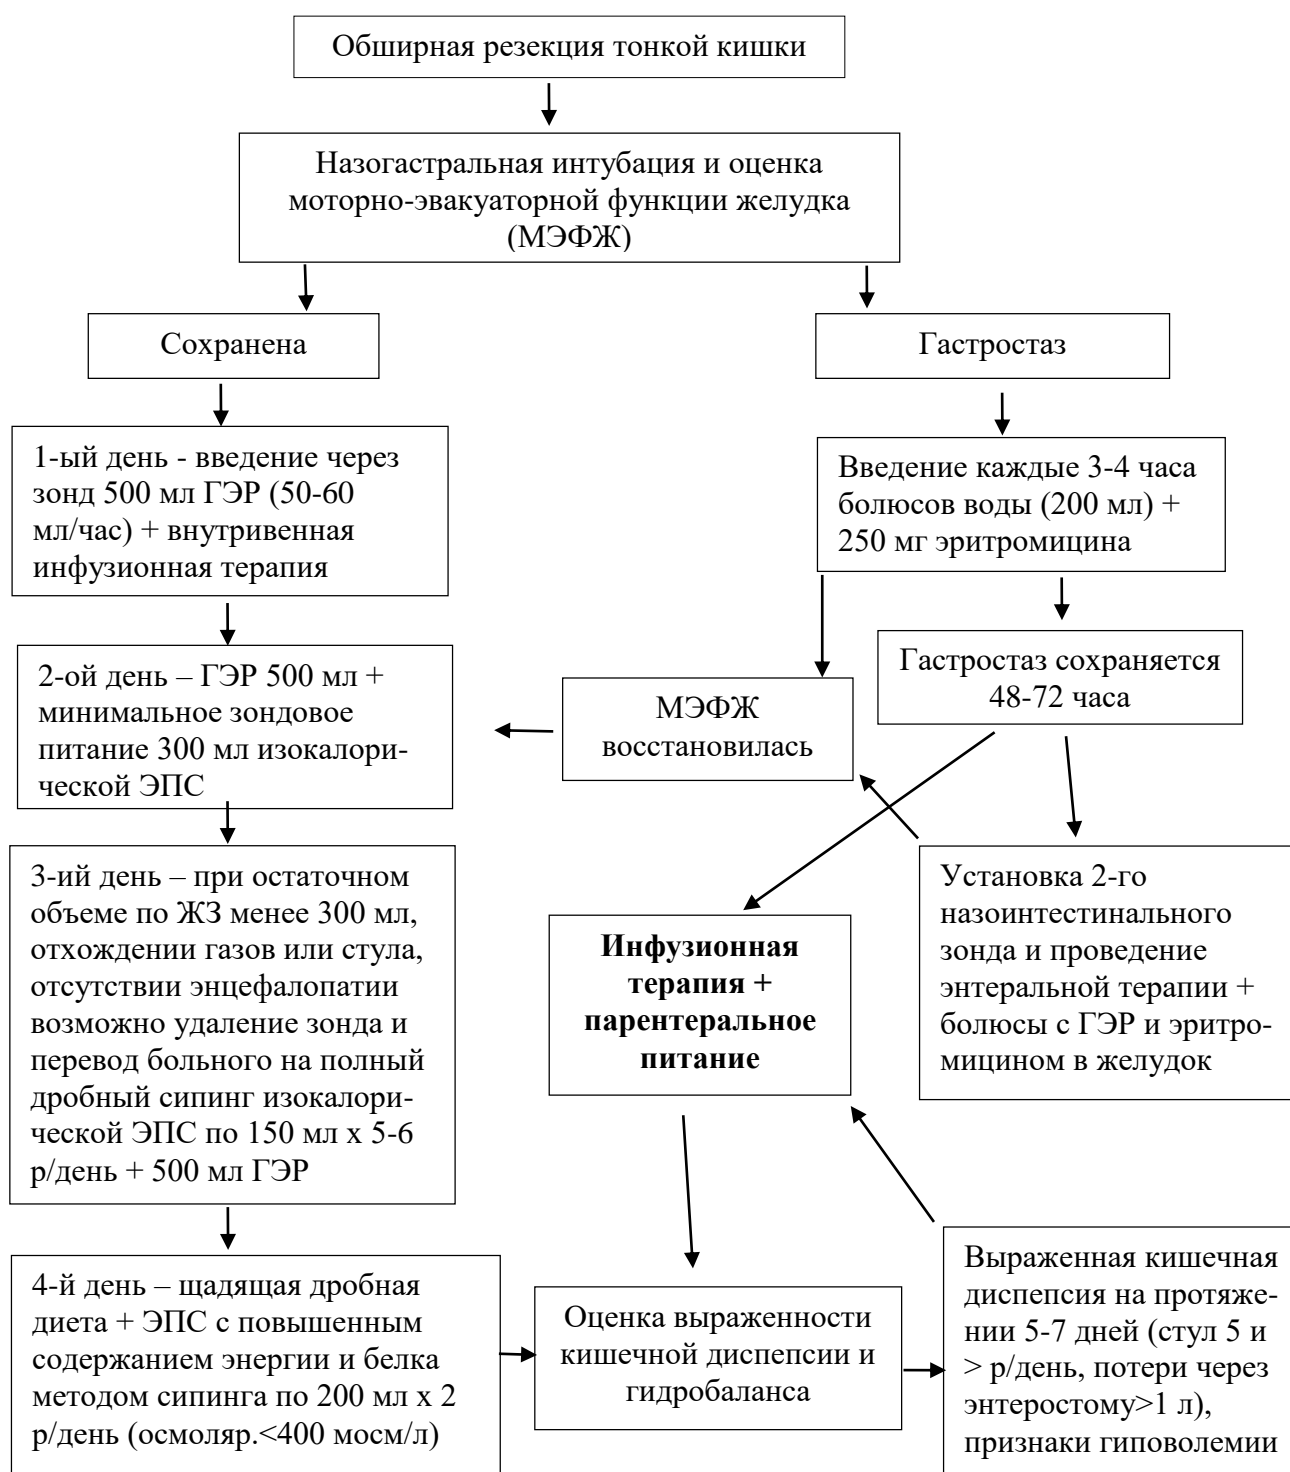 Обширная резекция тонкой кишки
Назогастральная интубация и оценка
моторно-эвакуаторной функции желудка
(МЭФЖ)
Сохранена
Гастростаз
1-ый день - введение через
зонд 500 мл ГЭР (50-60
мл/час) + внутривенная
инфузионная терапия
Введение каждые 3-4 часа
болюсов воды (200 мл) +
250 мг эритромицина
2-ой день – ГЭР 500 мл +
минимальное зондовое
питание 300 мл изокалори-
ческой ЭПС
МЭФЖ
восстановилась
Гастростаз сохраняется
48-72 часа
3-ий день – при остаточном
объеме по ЖЗ менее 300 мл,
отхождении газов или стула,
отсутствии энцефалопатии
возможно удаление зонда и
перевод больного на полный
дробный сипинг изокалори-
ческой ЭПС по 150 мл х 5-6
р/день + 500 мл ГЭР
Инфузионная
терапия +
парентеральное
питание
Установка 2-го
назоинтестинального
зонда и проведение
энтеральной терапии +
болюсы с ГЭР и эритро-
мицином в желудок
4-й день – щадящая дробная
диета + ЭПС с повышенным
содержанием энергии и белка
методом сипинга по 200 мл х 2
р/день (осмоляр.<400 мосм/л)
Оценка выраженности
кишечной диспепсии и
гидробаланса
Выраженная кишечная
диспепсия на протяже-
нии 5-7 дней (стул 5 и
> р/день, потери через
энтеростому>1 л),
признаки гиповолемии